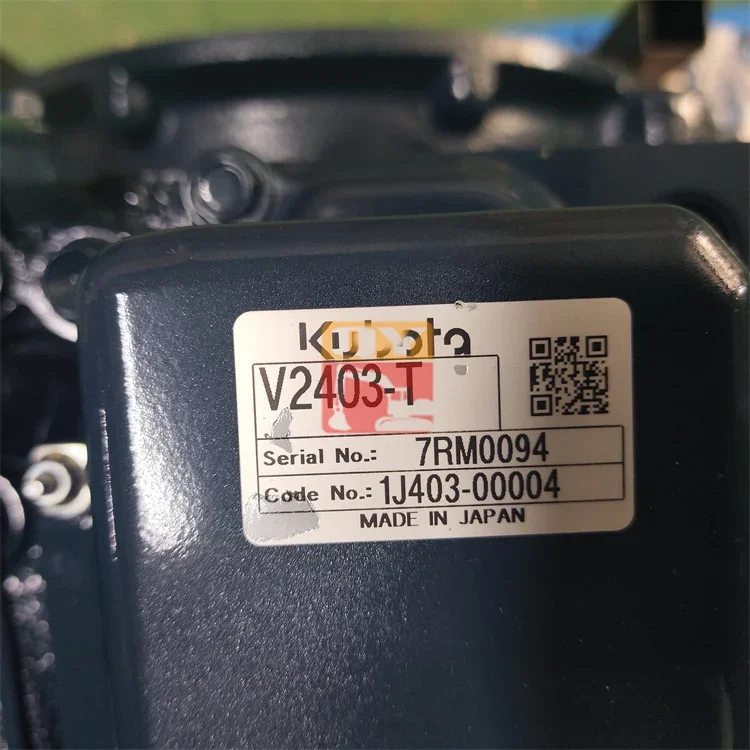 Kubota
V2403-T
Serial No.: 7RM0094
Code No.: 1J403-00004
MADE IN JAPAN